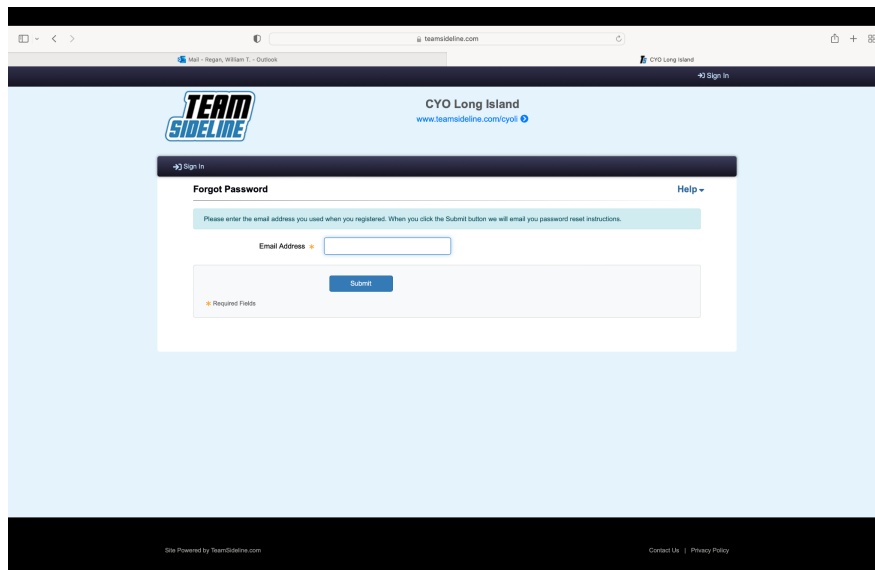 teamsideline.com
Mail - Regan, William T. - Outlook
CYO Long Island
Sign In
TEAM
SIDELINE
CYO Long Island
www.teamsideline.com/cyoli
Sign In
Forgot Password
Help
Please enter the email address you used when you registered. When you click the Submit button we will email you password reset instructions.
Email Address *
Submit
* Required Fields
Site Powered by TeamSideline.com
Contact Us | Privacy Policy